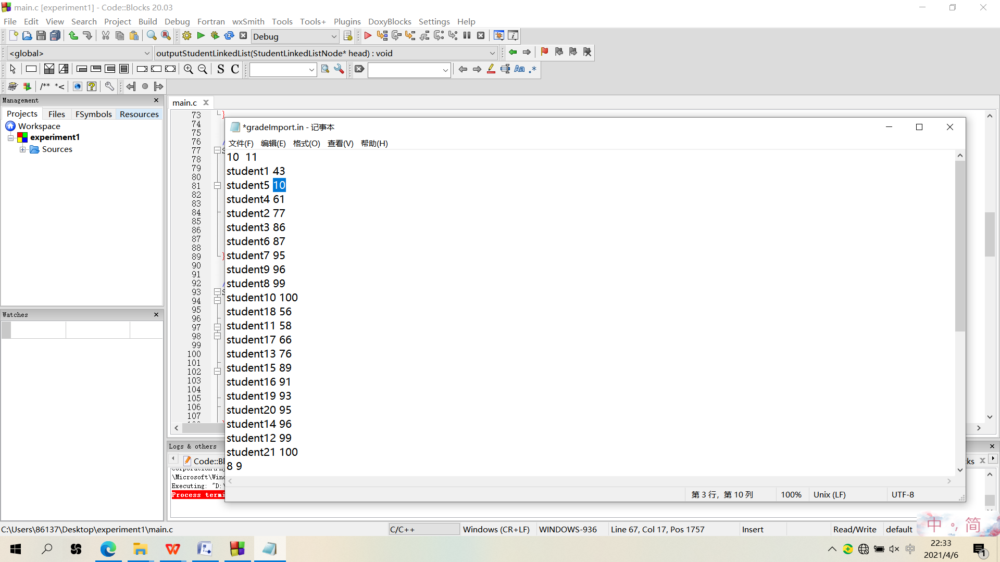 main.c [experiment1] - Code::Blocks 20.03
File Edit View Search Project Build Debug Fortran wxSmith Tools Tools+ Plugins DoxyBlocks Settings Help
Debug
<global> outputStudentLinkedList(StudentLinkedListNode* head) : void
S C Aa .*
/** *<
Management
Projects Files FSymbols Resources
Workspace
experiment1
Sources
Watches
main.c
73
74
75
76
77
78
79
80
81
82
83
84
85
86
87
88
89
90
91
92
93
94
95
96
97
98
99
100
101
102
103
104
105
106
107
*gradeImport.in - 记事本
文件(F) 编辑(E) 格式(O) 查看(V) 帮助(H)
10  11
student1 43
student5 10
student4 61
student2 77
student3 86
student6 87
student7 95
student9 96
student8 99
student10 100
student18 56
student11 58
student17 66
student13 76
student15 89
student16 91
student19 93
student20 95
student14 96
student12 99
student21 100
8 9
第 3 行，第 10 列 100% Unix (LF) UTF-8
Logs & others
Code::Bl
\Microsoft\Wind
Executing: "D:\
Process termi
C:\Users\86137\Desktop\experiment1\main.c C/C++ Windows (CR+LF) WINDOWS-936 Line 67, Col 17, Pos 1757 Insert Read/Write default
中 °, 简
中 22:33
2021/4/6
1